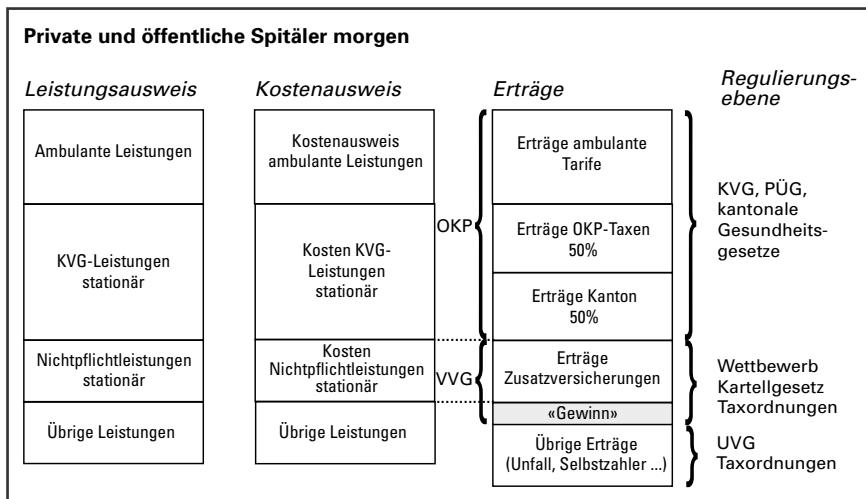 Private und öffentliche Spitäler morgen
Leistungsausweis
Kostenausweis
Erträge
Regulierungs-
ebene
Ambulante Leistungen
KVG-Leistungen
stationär
Nichtpflichtleistungen
stationär
Übrige Leistungen
Kostenausweis
ambulante Leistungen
Kosten KVG-
Leistungen
stationär
Kosten
Nichtpflichtleistungen
stationär
Übrige Leistungen
OKP
VVG
Erträge ambulante
Tarife
Erträge OKP-Taxen
50%
Erträge Kanton
50%
Erträge
Zusatzversicherungen
«Gewinn»
Übrige Erträge
(Unfall, Selbstzahler ...)
KVG, PÜG,
kantonale
Gesundheits-
gesetze
Wettbewerb
Kartellgesetz
Taxordnungen
UVG
Taxordnungen